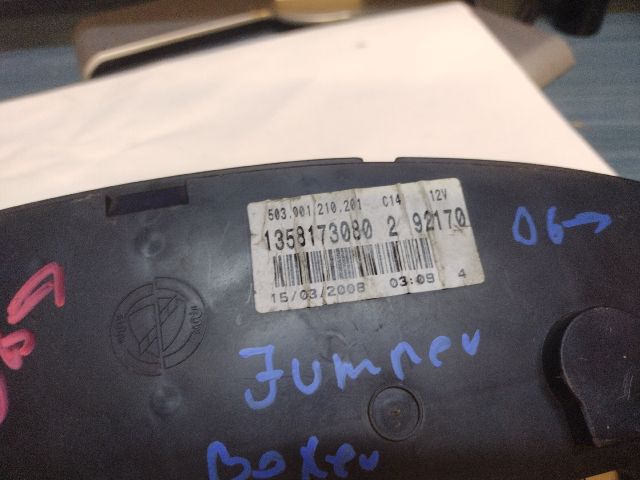 503.001.210.201 C14 12V
1358173080 2 92170
15/03/2008 03:09 4
06→
Jumper
Boxer